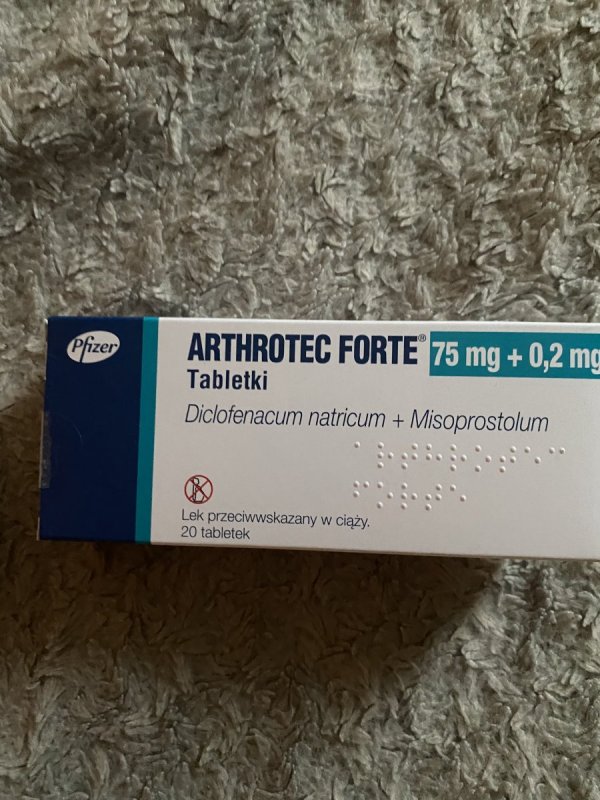 Pfizer
ARTHROTEC FORTE® 75 mg + 0,2 mg
Tabletki
Diclofenacum natricum + Misoprostolum
Lek przeciwwskazany w ciąży.
20 tabletek